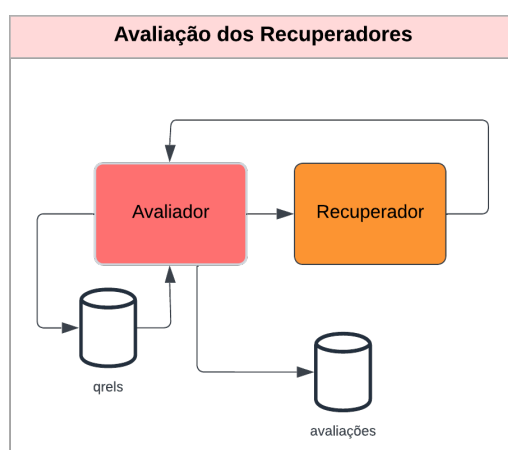 Avaliação dos Recuperadores
Avaliador
Recuperador
qrels
avaliações